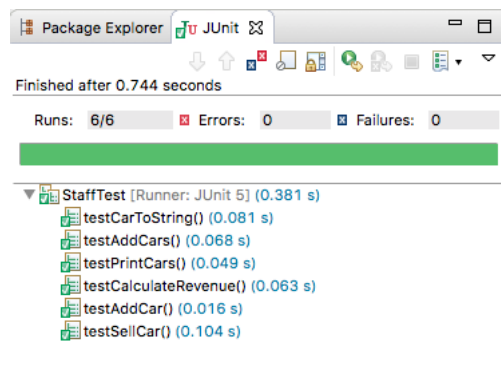 Package Explorer JUnit
Finished after 0.744 seconds
Runs: 6/6 Errors: 0 Failures: 0
StaffTest [Runner: JUnit 5] (0.381 s)
testCarToString() (0.081 s)
testAddCars() (0.068 s)
testPrintCars() (0.049 s)
testCalculateRevenue() (0.063 s)
testAddCar() (0.016 s)
testSellCar() (0.104 s)